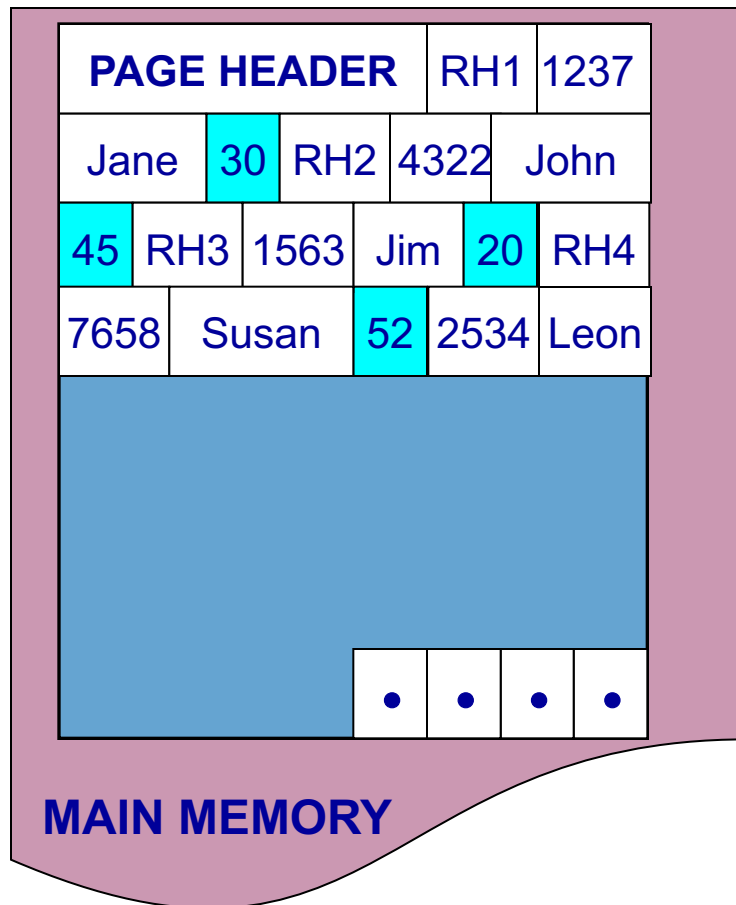 PAGE HEADER RH1 1237
Jane 30 RH2 4322 John
45 RH3 1563 Jim 20 RH4
7658 Susan 52 2534 Leon
MAIN MEMORY